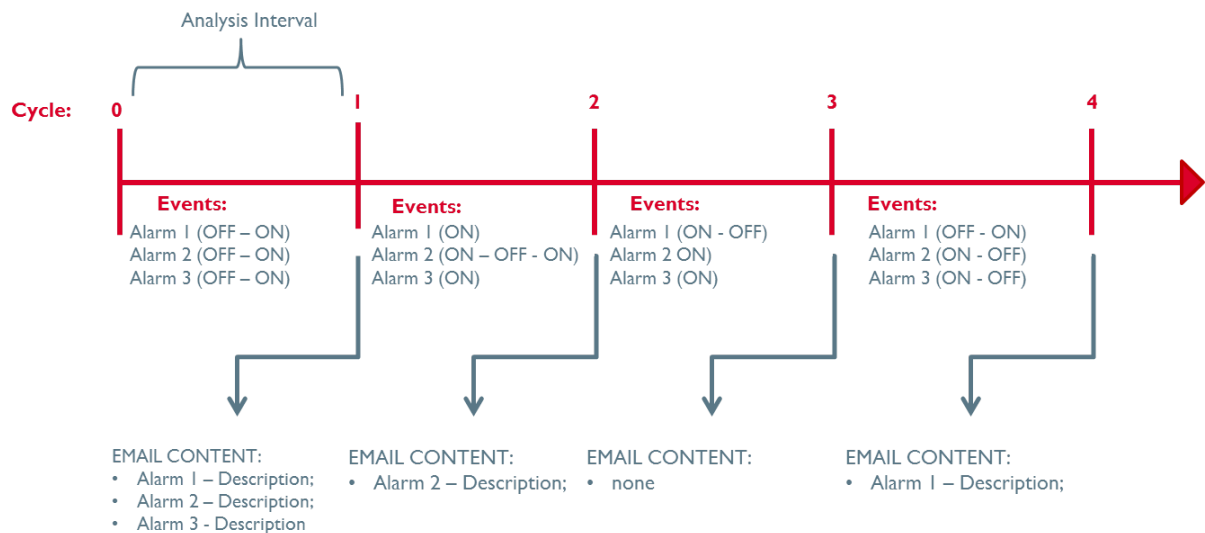 Analysis Interval
Cycle: 0 1 2 3 4
Events:
Alarm 1 (OFF – ON)
Alarm 2 (OFF – ON)
Alarm 3 (OFF – ON)
Events:
Alarm 1 (ON)
Alarm 2 (ON – OFF - ON)
Alarm 3 (ON)
Events:
Alarm 1 (ON - OFF)
Alarm 2 ON)
Alarm 3 (ON)
Events:
Alarm 1 (OFF - ON)
Alarm 2 (ON - OFF)
Alarm 3 (ON - OFF)
EMAIL CONTENT:
• Alarm 1 – Description;
• Alarm 2 – Description;
• Alarm 3 - Description
EMAIL CONTENT:
• Alarm 2 – Description;
EMAIL CONTENT:
• none
EMAIL CONTENT:
• Alarm 1 – Description;